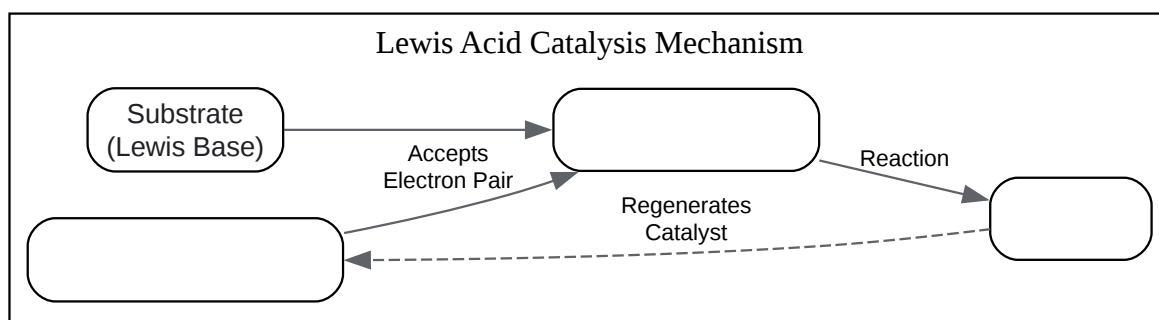 Lewis Acid Catalysis Mechanism
Substrate
(Lewis Base)
Accepts
Electron Pair
Reaction
Regenerates
Catalyst